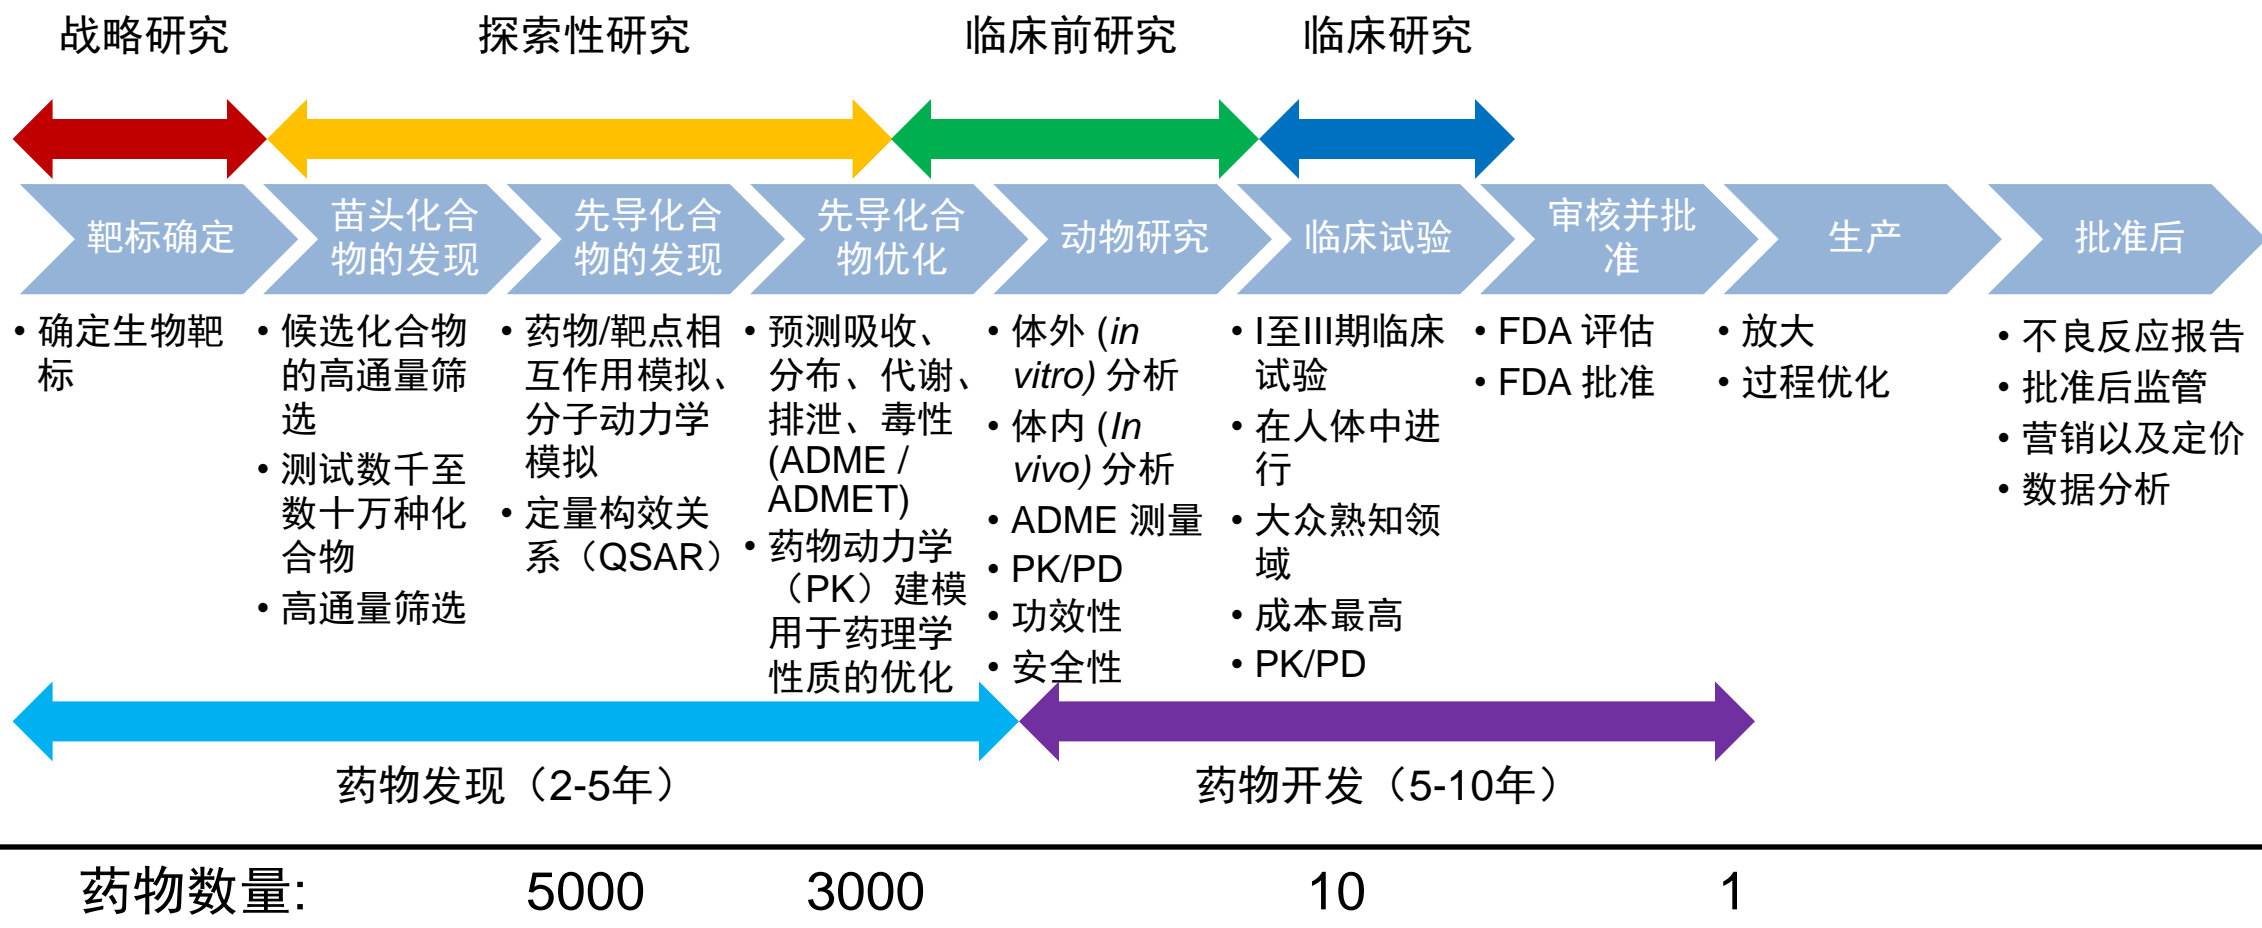 战略研究
探索性研究
临床前研究
临床研究
靶标确定
苗头化合
物的发现
先导化合
物的发现
先导化合
物优化
动物研究
临床试验
审核并批
准
生产
批准后
• 确定生物靶
标
• 候选化合物
的高通量筛
选
• 测试数千至
数十万种化
合物
• 高通量筛选
• 药物/靶点相
互作用模拟、
分子动力学
模拟
• 定量构效关
系（QSAR）
• 预测吸收、
分布、代谢、
排泄、毒性
(ADME /
ADMET)
• 药物动力学
（PK）建模
用于药理学
性质的优化
• 体外 (in
vitro) 分析
• 体内 (In
vivo) 分析
• ADME 测量
• PK/PD
• 功效性
• 安全性
• I至III期临床
试验
• 在人体中进
行
• 大众熟知领
域
• 成本最高
• PK/PD
• FDA 评估
• FDA 批准
• 放大
• 过程优化
• 不良反应报告
• 批准后监管
• 营销以及定价
• 数据分析
药物发现（2-5年）
药物开发（5-10年）
药物数量: 5000 3000 10 1